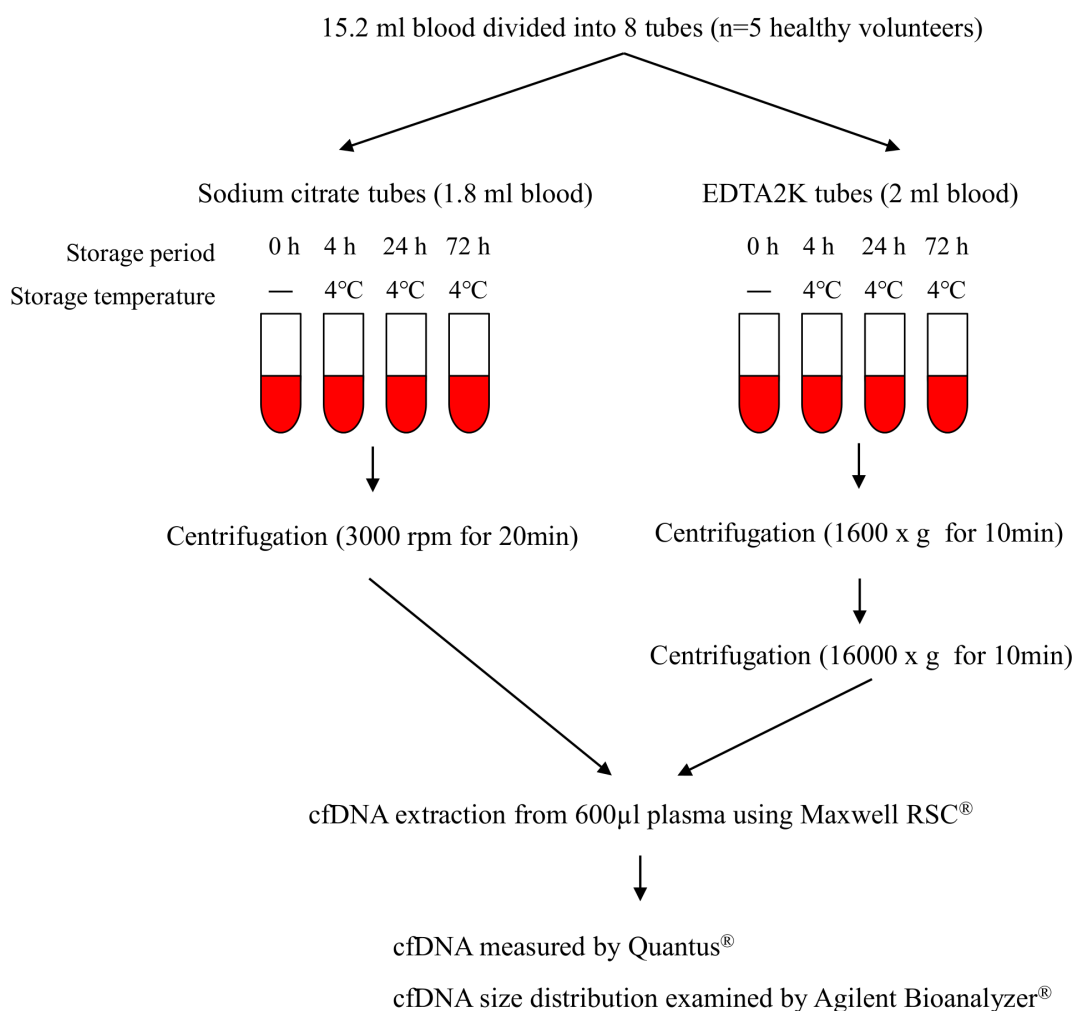 15.2 ml blood divided into 8 tubes (n=5 healthy volunteers)
Sodium citrate tubes (1.8 ml blood)
EDTA2K tubes (2 ml blood)
Storage period 0 h 4 h 24 h 72 h
0 h 4 h 24 h 72 h
Storage temperature — 4℃ 4℃ 4℃
— 4℃ 4℃ 4℃
Centrifugation (3000 rpm for 20min)
Centrifugation (1600 x g for 10min)
Centrifugation (16000 x g for 10min)
cfDNA extraction from 600µl plasma using Maxwell RSC®
cfDNA measured by Quantus®
cfDNA size distribution examined by Agilent Bioanalyzer®